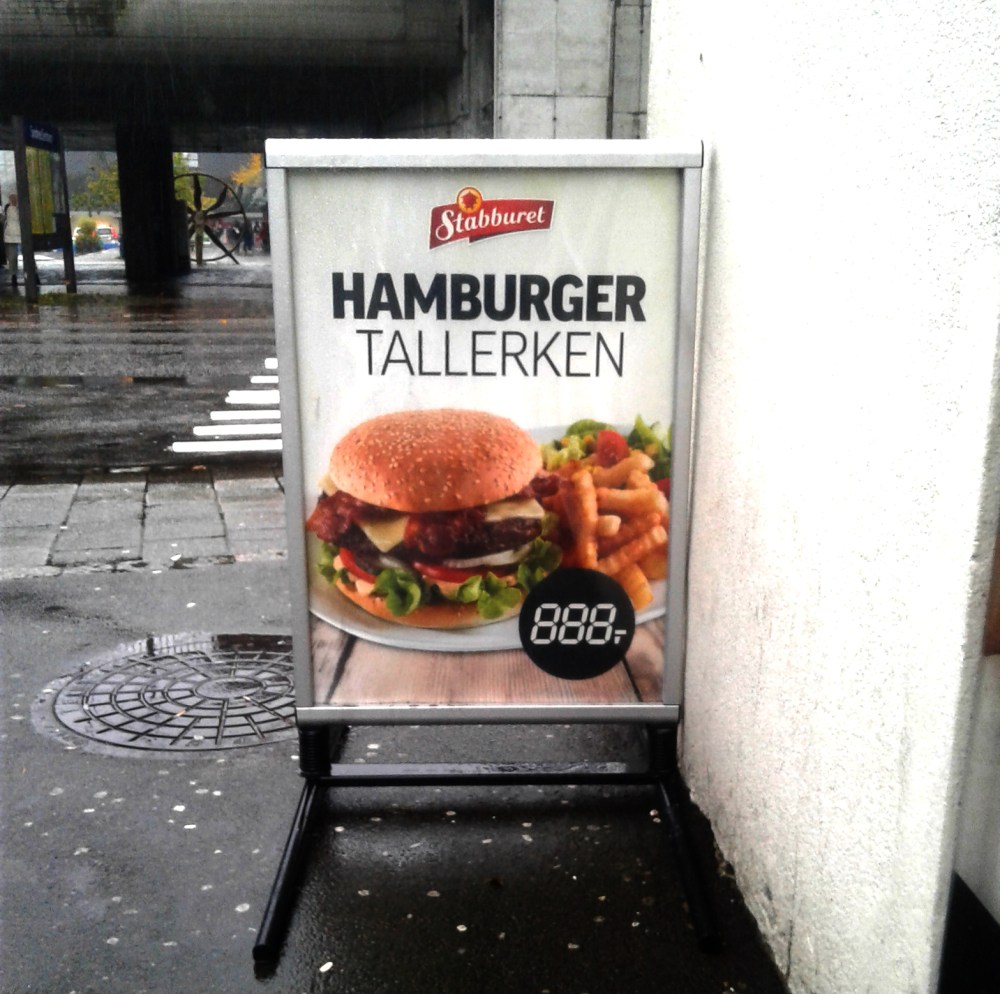 Stabburet
HAMBURGER
TALLERKEN
888,-